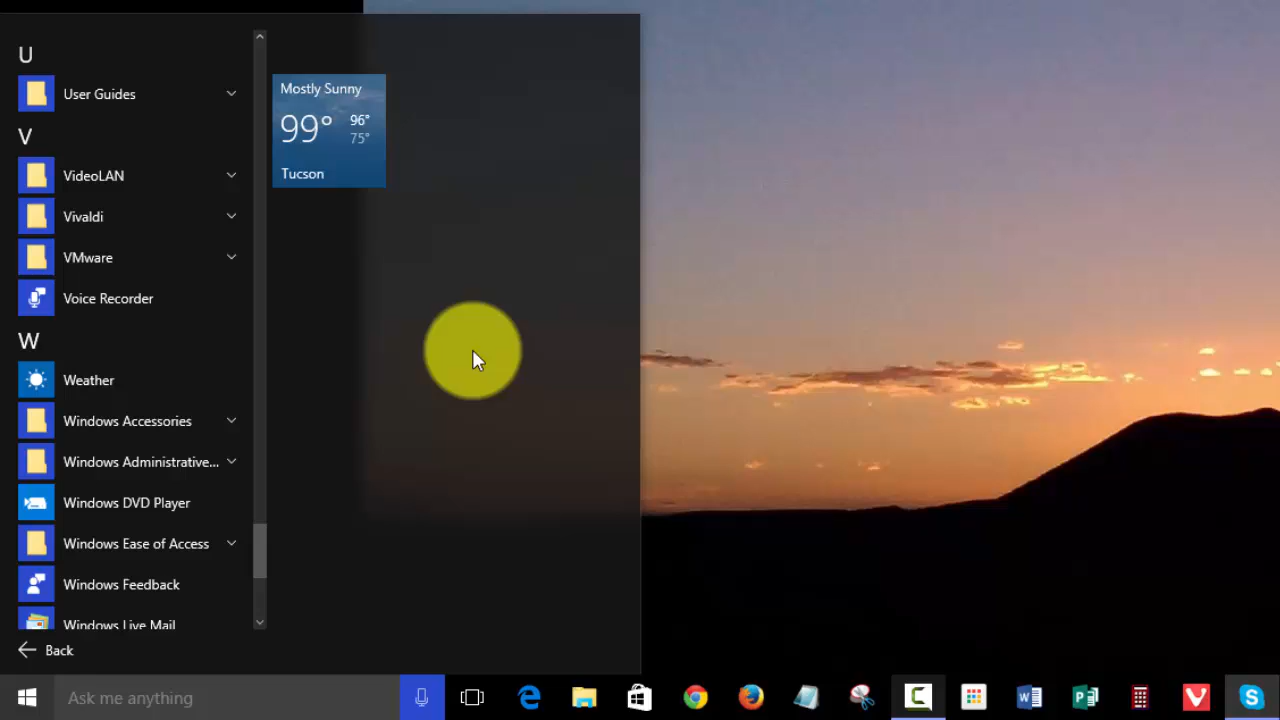 U
User Guides
V
VideoLAN
Vivaldi
VMware
Voice Recorder
W
Weather
Windows Accessories
Windows Administrative...
Windows DVD Player
Windows Ease of Access
Windows Feedback
Windows Live Mail
Back
Mostly Sunny
99° 96°
75°
Tucson
Ask me anything